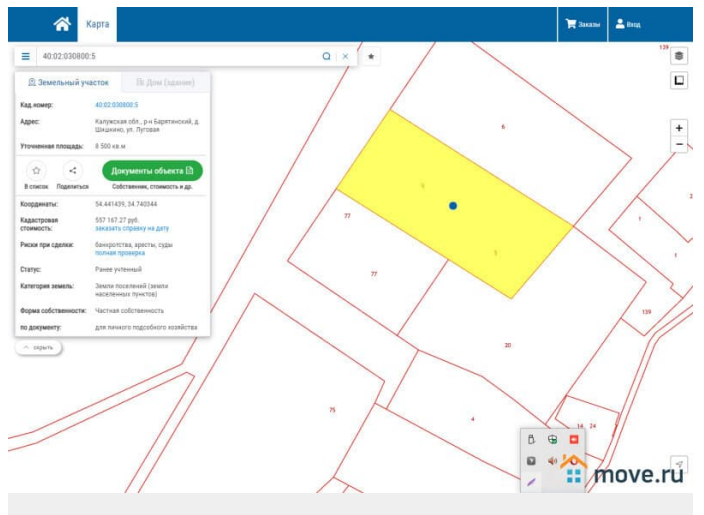 Карта
Заказы
Вход
40:02:030800:5
Земельный участок
Дом (здание)
Кад.номер: 40:02:030800:5
Адрес: Калужская обл., р-н Барятинский, д.
Шишкино, ул. Луговая
Уточненная площадь: 8 500 кв.м
Документы объекта
В список Поделиться Собственник, стоимость и др.
Координаты: 54.441439, 34.740344
Кадастровая 557 167.27 руб.
стоимость: заказать справку на дату
Риски при сделке: банкротства, аресты, суды
полная проверка
Статус: Ранее учтенный
Категория земель: Земли поселений (земли
населенных пунктов)
Форма собственности: Частная собственность
по документу: для личного подсобного хозяйства
скрыть
139
6
5
77
5
77
1
1
139
20
75
4
14 24
move.ru